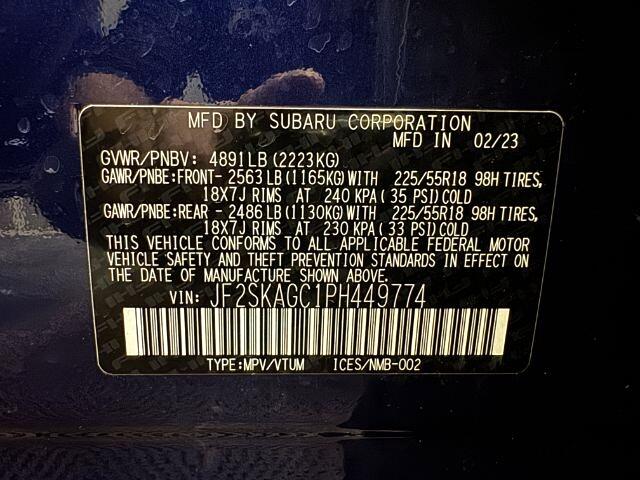 MFD BY SUBARU CORPORATION
MFD IN 02/23
GVWR/PNBV: 4891LB(2223KG)
GAWR/PNBE:FRONT- 2563LB(1165KG)WITH 225/55R18 98H TIRES,
18X7J RIMS AT 240 KPA(35 PSI)COLD
GAWR/PNBE:REAR - 2486LB(1130KG)WITH 225/55R18 98H TIRES,
18X7J RIMS AT 230 KPA(33 PSI)COLD
THIS VEHICLE CONFORMS TO ALL APPLICABLE FEDERAL MOTOR
VEHICLE SAFETY AND THEFT PREVENTION STANDARDS IN EFFECT ON
THE DATE OF MANUFACTURE SHOWN ABOVE.
VIN: JF2SKAGC1PH449774
TYPE:MPV/VTUM ICES/NMB-002